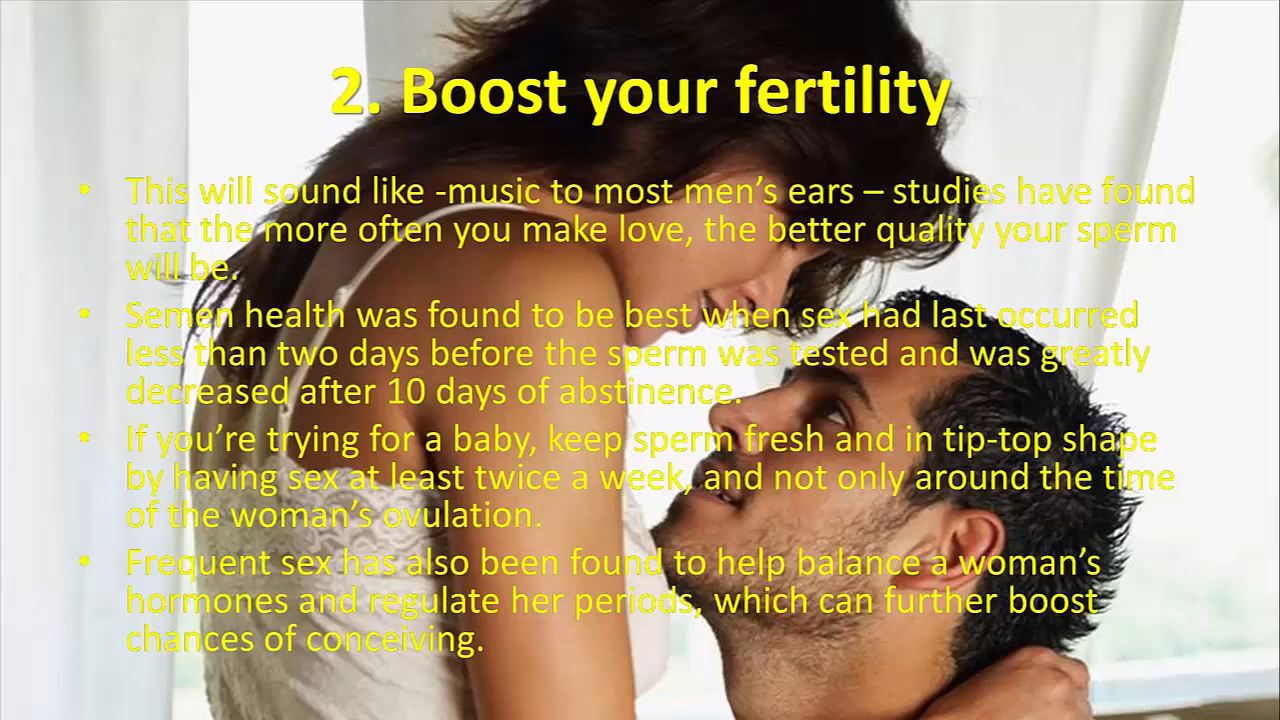 2. Boost your fertility
• This will sound like -music to most men’s ears – studies have found
that the more often you make love, the better quality your sperm
will be.
• Semen health was found to be best when sex had last occurred
less than two days before the sperm was tested and was greatly
decreased after 10 days of abstinence.
• If you’re trying for a baby, keep sperm fresh and in tip-top shape
by having sex at least twice a week, and not only around the time
of the woman’s ovulation.
• Frequent sex has also been found to help balance a woman’s
hormones and regulate her periods, which can further boost
chances of conceiving.